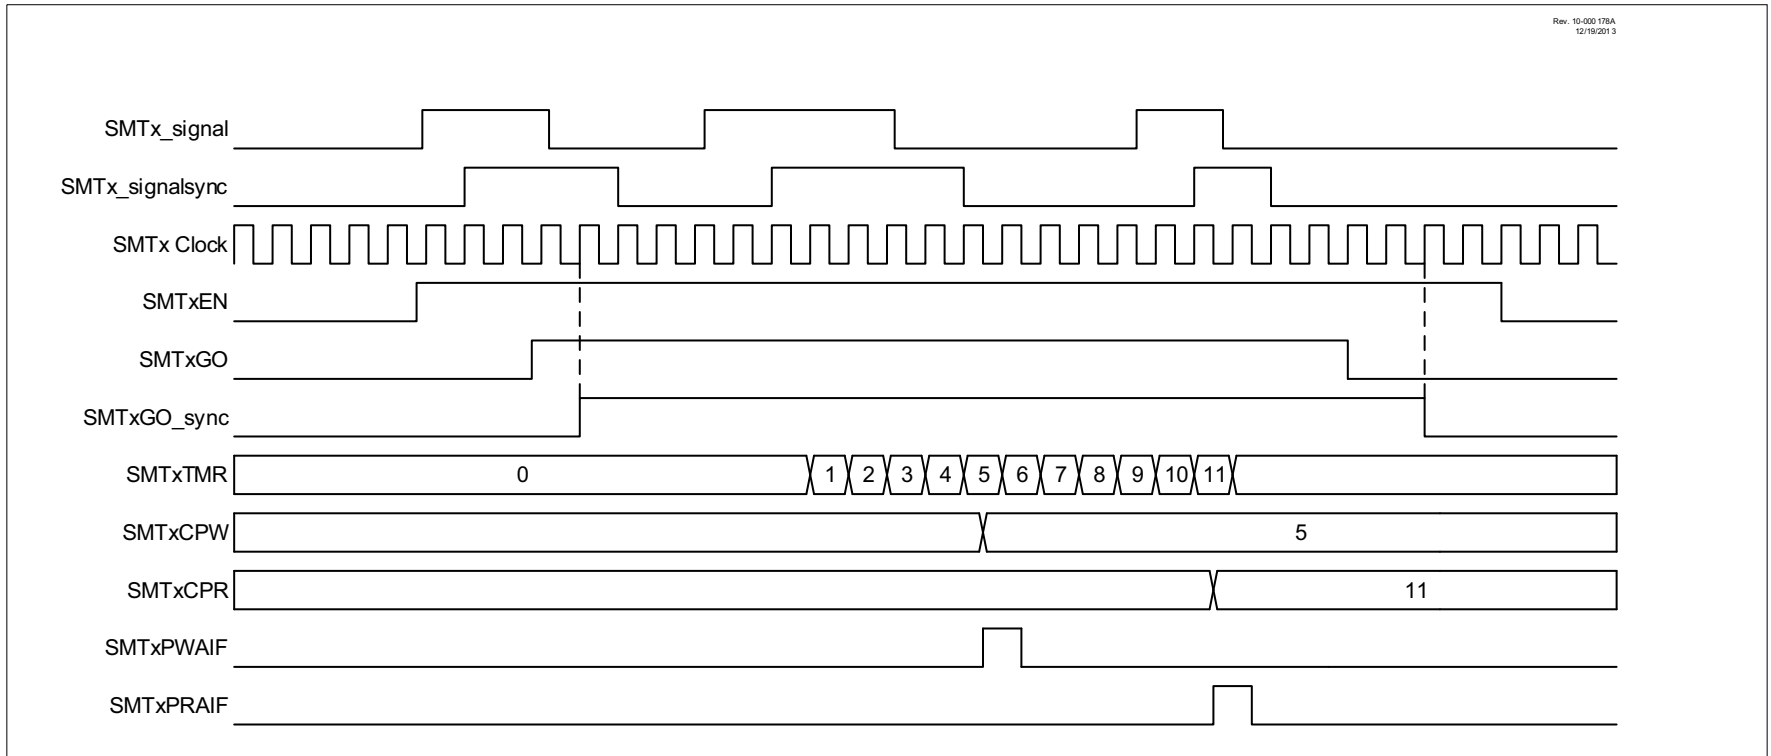 Rev. 10-000 178A
12/19/201 3
SMTx_signal
SMTx_signalsync
SMTx Clock
SMTxEN
SMTxGO
SMTxGO_sync
SMTxTMR 0 1 2 3 4 5 6 7 8 9 10 11
SMTxCPW 5
SMTxCPR 11
SMTxPWAIF
SMTxPRAIF